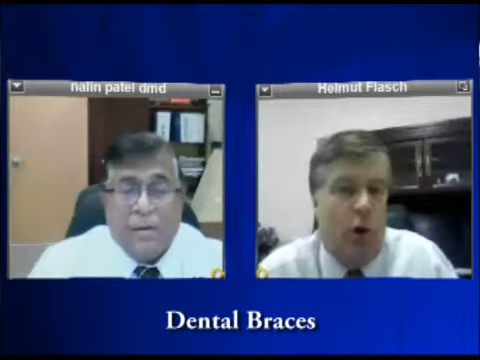 nalin patel dmd
Helmut Flasch
Dental Braces